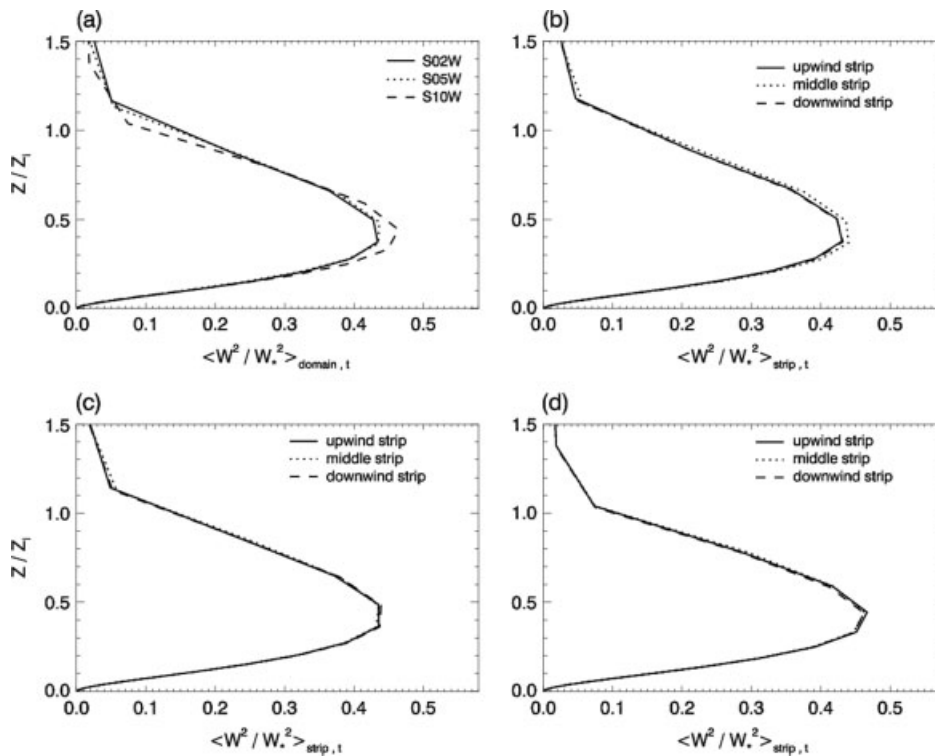 (a)
1.5
S02W
S05W
S10W
1.0
Z / Zi
0.5
0.0
0.0 0.1 0.2 0.3 0.4 0.5
<W² / W*²>domain, t
(b)
1.5
upwind strip
middle strip
downwind strip
1.0
0.5
0.0
0.0 0.1 0.2 0.3 0.4 0.5
<W² / W*²>strip, t
(c)
1.5
upwind strip
middle strip
downwind strip
1.0
Z / Zi
0.5
0.0
0.0 0.1 0.2 0.3 0.4 0.5
<W² / W*²>strip, t
(d)
1.5
upwind strip
middle strip
downwind strip
1.0
0.5
0.0
0.0 0.1 0.2 0.3 0.4 0.5
<W² / W*²>strip, t